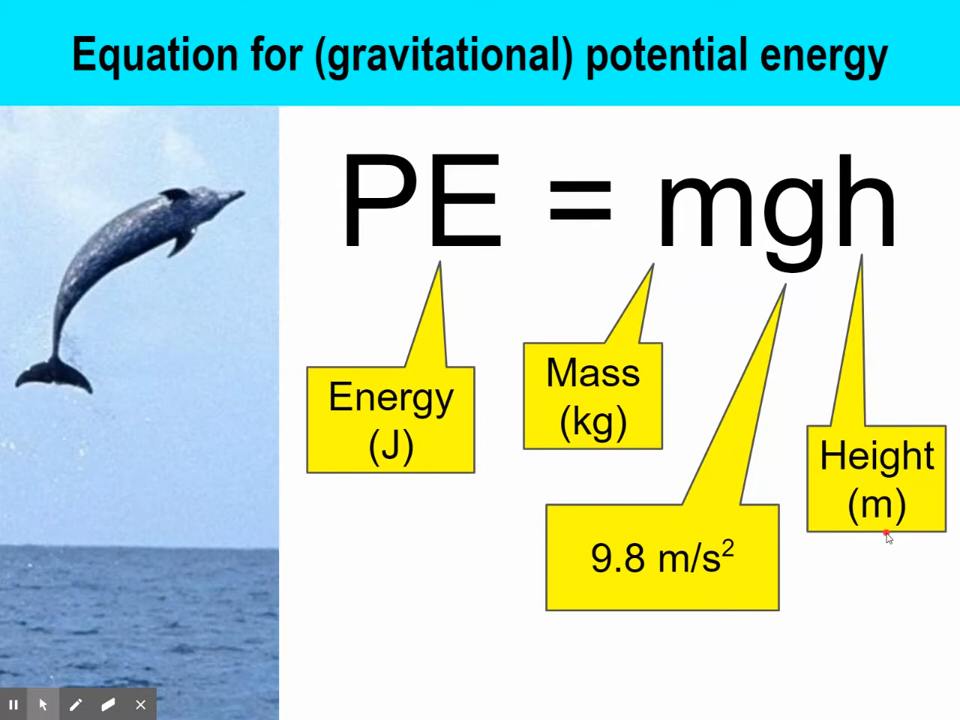 Equation for (gravitational) potential energy
PE = mgh
Energy
(J)
Mass
(kg)
9.8 m/s²
Height
(m)